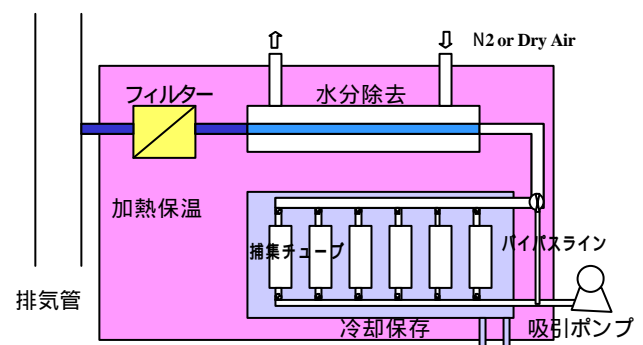 N2 or Dry Air
フィルター
水分除去
加熱保温
捕集チューブ
バイパスライン
排気管
冷却保存
吸引ポンプ